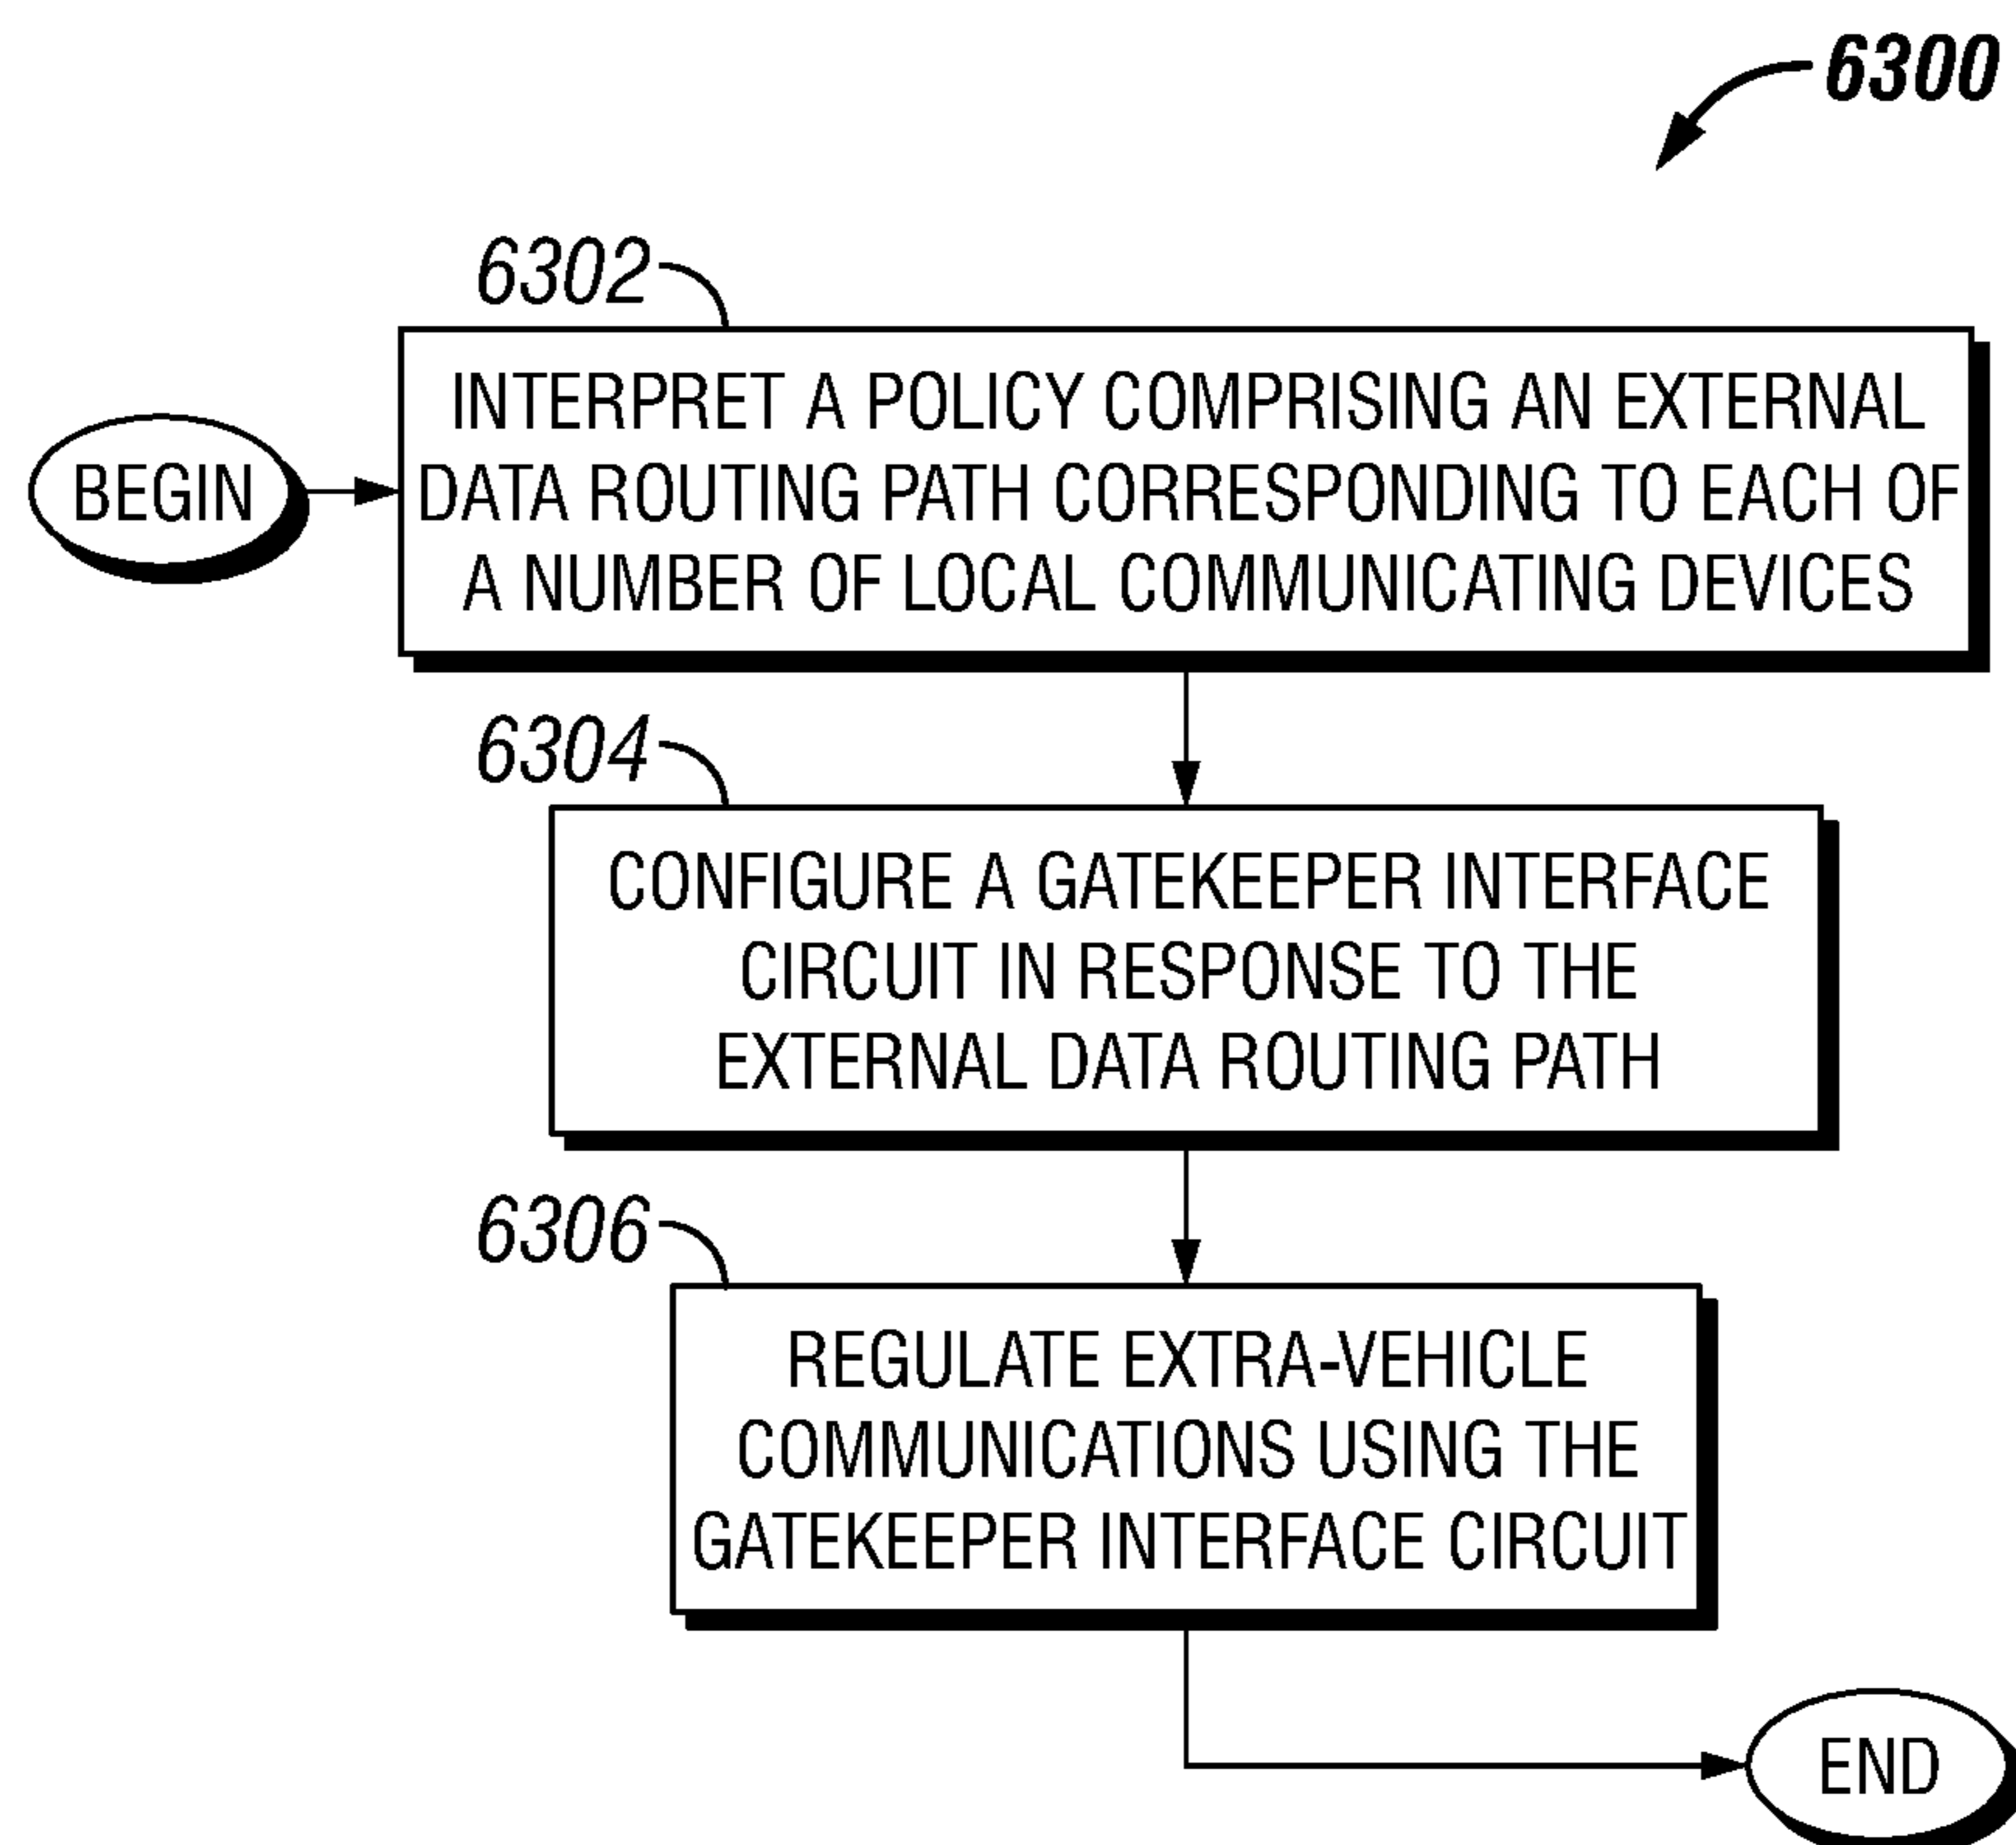 6300
6302
INTERPRET A POLICY COMPRISING AN EXTERNAL
DATA ROUTING PATH CORRESPONDING TO EACH OF
A NUMBER OF LOCAL COMMUNICATING DEVICES
BEGIN
6304
CONFIGURE A GATEKEEPER INTERFACE
CIRCUIT IN RESPONSE TO THE
EXTERNAL DATA ROUTING PATH
6306
REGULATE EXTRA-VEHICLE
COMMUNICATIONS USING THE
GATEKEEPER INTERFACE CIRCUIT
END